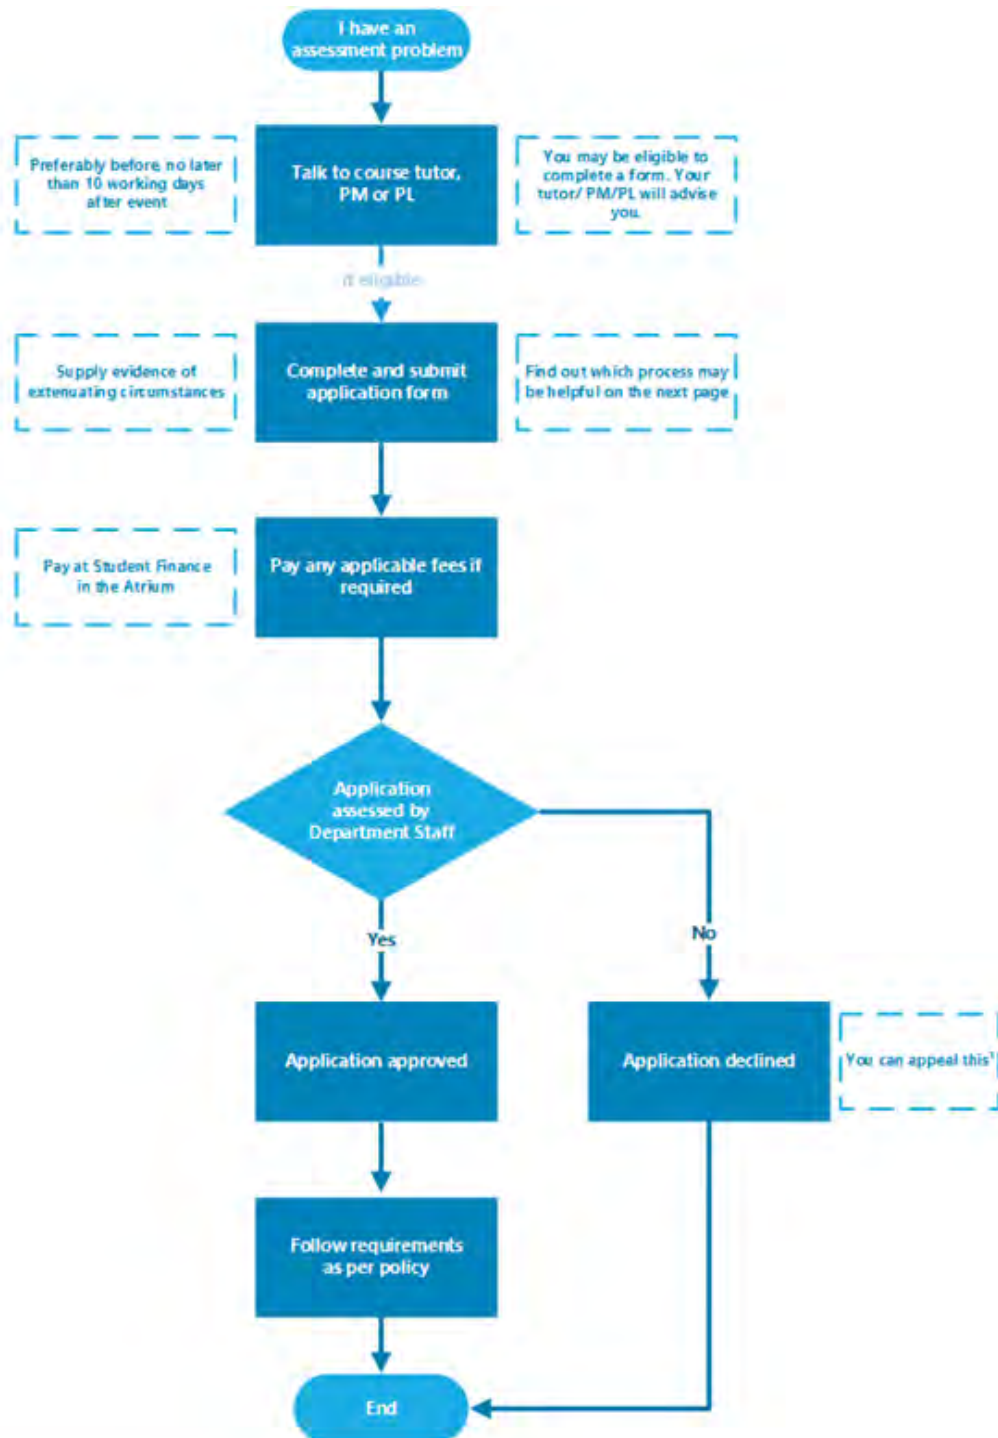 I have an
assessment problem
Preferably before, no later
than 10 working days
after event
Talk to course tutor,
PM or PL
You may be eligible to
complete a form. Your
tutor/ PM/PL will advise
you.
if eligible
Supply evidence of
extenuating circumstances
Complete and submit
application form
Find out which process may
be helpful on the next page
Pay at Student Finance
in the Atrium
Pay any applicable fees if
required
Application
assessed by
Department Staff
Yes
No
Application approved
Application declined
You can appeal this¹
Follow requirements
as per policy
End